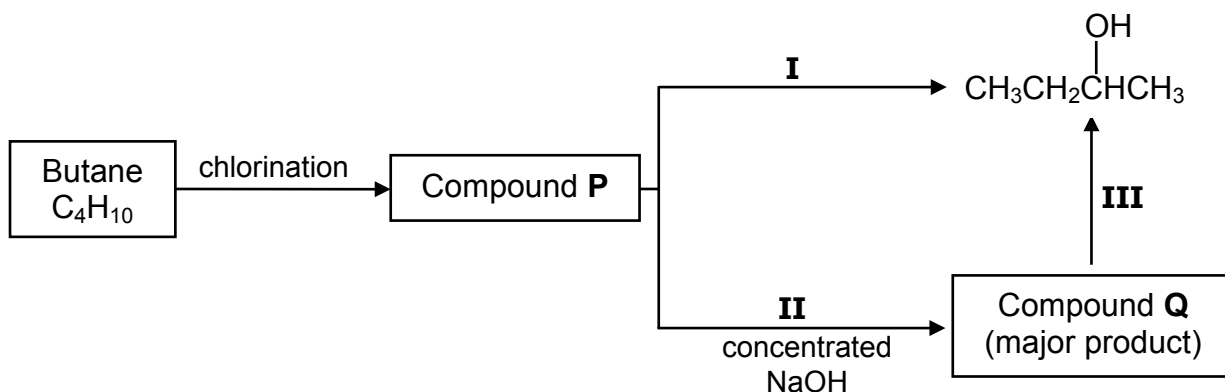 OH
I
CH₃CH₂CHCH₃
Butane
C₄H₁₀
chlorination
Compound P
III
II
concentrated
NaOH
Compound Q
(major product)